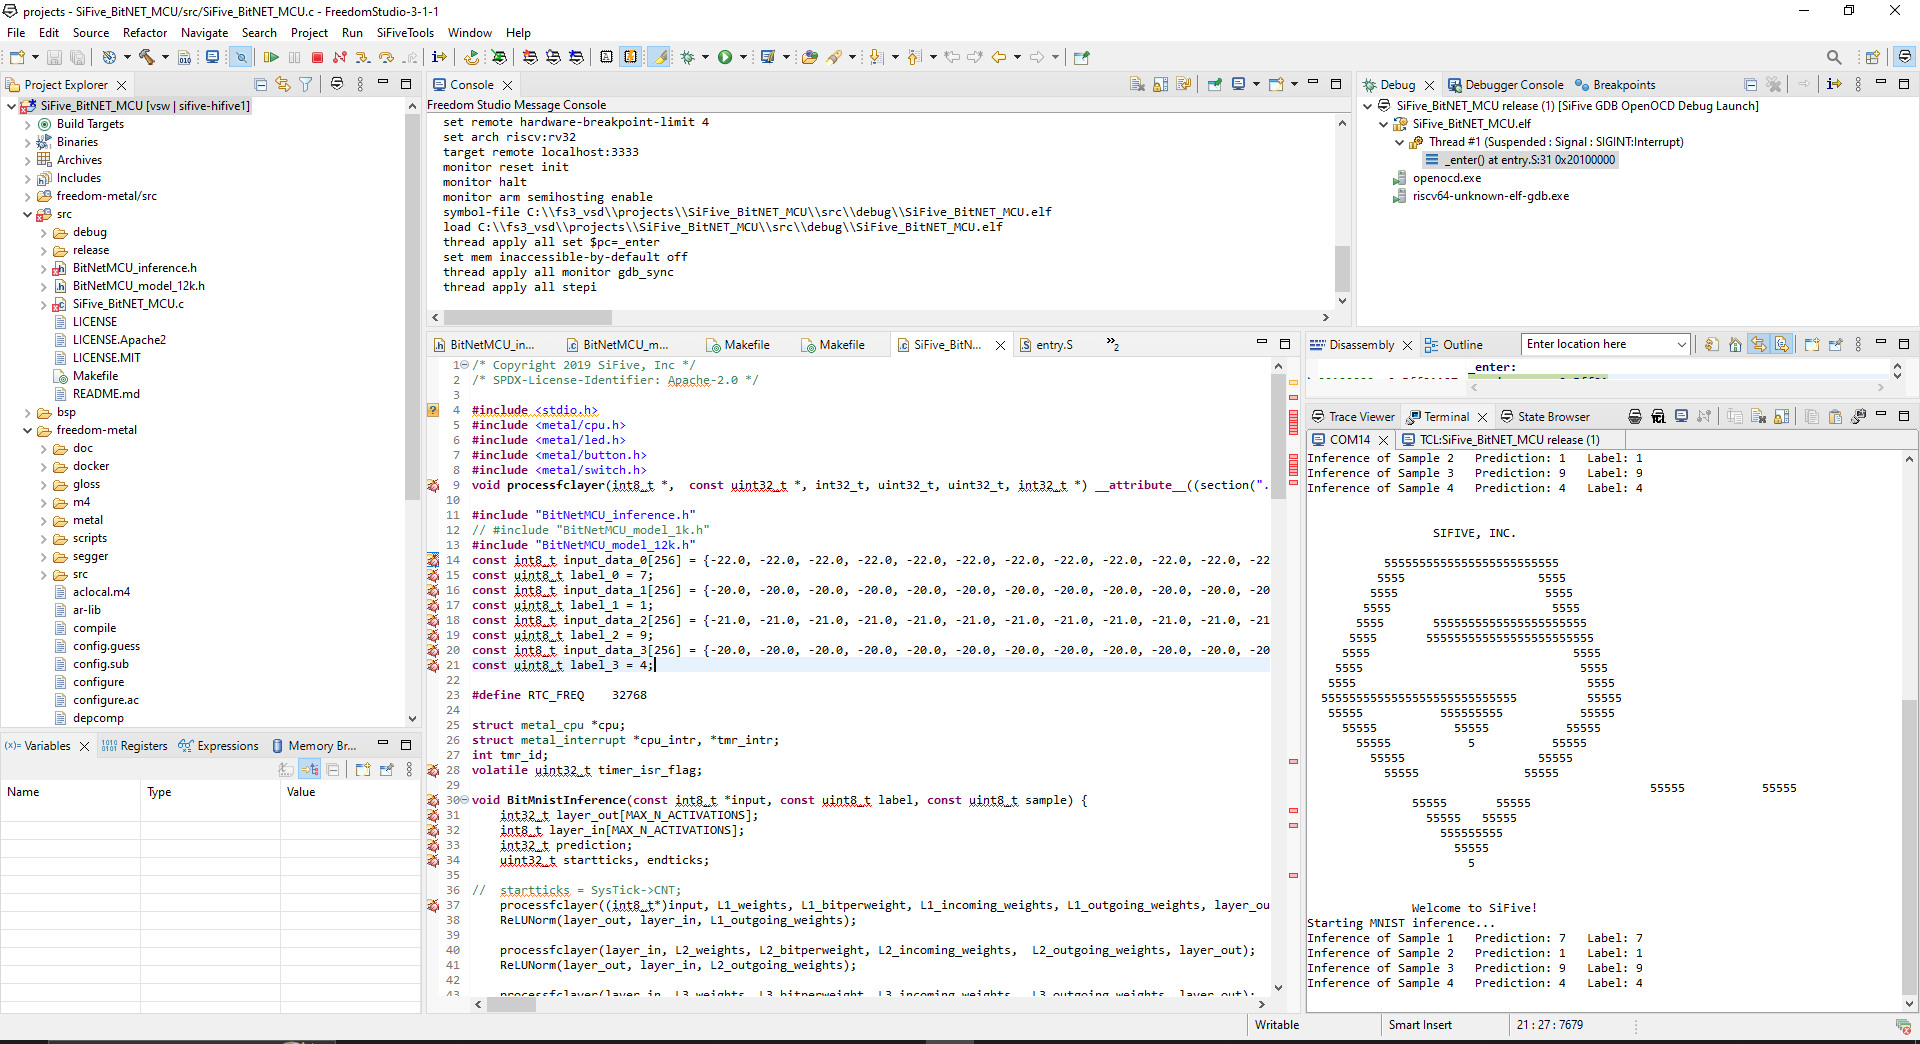 projects - SiFive_BitNET_MCU/src/SiFive_BitNET_MCU.c - FreedomStudio-3-1-1
File Edit Source Refactor Navigate Search Project Run SiFiveTools Window Help
Project Explorer
SiFive_BitNET_MCU [vsw | sifive-hifive1]
Build Targets
Binaries
Archives
Includes
freedom-metal/src
src
debug
release
BitNetMCU_inference.h
BitNetMCU_model_12k.h
SiFive_BitNET_MCU.c
LICENSE
LICENSE.Apache2
LICENSE.MIT
Makefile
README.md
bsp
freedom-metal
doc
docker
gloss
m4
metal
scripts
segger
src
aclocal.m4
ar-lib
compile
config.guess
config.sub
configure
configure.ac
depcomp
(x)= Variables Registers Expressions Memory Br...
Name Type Value
Console
Freedom Studio Message Console
set remote hardware-breakpoint-limit 4
set arch riscv:rv32
target remote localhost:3333
monitor reset init
monitor halt
monitor arm semihosting enable
symbol-file C:\\fs3_vsd\\projects\\SiFive_BitNET_MCU\\src\\debug\\SiFive_BitNET_MCU.elf
load C:\\fs3_vsd\\projects\\SiFive_BitNET_MCU\\src\\debug\\SiFive_BitNET_MCU.elf
thread apply all set $pc=_enter
set mem inaccessible-by-default off
thread apply all monitor gdb_sync
thread apply all stepi
BitNetMCU_in... BitNetMCU_m... Makefile Makefile SiFive_BitN... entry.S »2
1 /* Copyright 2019 SiFive, Inc */
2 /* SPDX-License-Identifier: Apache-2.0 */
3
4 #include <stdio.h>
5 #include <metal/cpu.h>
6 #include <metal/led.h>
7 #include <metal/button.h>
8 #include <metal/switch.h>
9 void processfclayer(int8_t *,  const uint32_t *, int32_t, uint32_t, uint32_t, int32_t *) __attribute__((section(".
10
11 #include "BitNetMCU_inference.h"
12 // #include "BitNetMCU_model_1k.h"
13 #include "BitNetMCU_model_12k.h"
14 const int8_t input_data_0[256] = {-22.0, -22.0, -22.0, -22.0, -22.0, -22.0, -22.0, -22.0, -22.0, -22.0, -22.0, -22
15 const uint8_t label_0 = 7;
16 const int8_t input_data_1[256] = {-20.0, -20.0, -20.0, -20.0, -20.0, -20.0, -20.0, -20.0, -20.0, -20.0, -20.0, -20
17 const uint8_t label_1 = 1;
18 const int8_t input_data_2[256] = {-21.0, -21.0, -21.0, -21.0, -21.0, -21.0, -21.0, -21.0, -21.0, -21.0, -21.0, -21
19 const uint8_t label_2 = 9;
20 const int8_t input_data_3[256] = {-20.0, -20.0, -20.0, -20.0, -20.0, -20.0, -20.0, -20.0, -20.0, -20.0, -20.0, -20
21 const uint8_t label_3 = 4;
22
23 #define RTC_FREQ    32768
24
25 struct metal_cpu *cpu;
26 struct metal_interrupt *cpu_intr, *tmr_intr;
27 int tmr_id;
28 volatile uint32_t timer_isr_flag;
29
30 void BitMnistInference(const int8_t *input, const uint8_t label, const uint8_t sample) {
31 int32_t layer_out[MAX_N_ACTIVATIONS];
32 int8_t layer_in[MAX_N_ACTIVATIONS];
33 int32_t prediction;
34 uint32_t startticks, endticks;
35
36 //  startticks = SysTick->CNT;
37 processfclayer((int8_t*)input, L1_weights, L1_bitperweight, L1_incoming_weights, L1_outgoing_weights, layer_ou
38 ReLUNorm(layer_out, layer_in, L1_outgoing_weights);
39
40 processfclayer(layer_in, L2_weights, L2_bitperweight, L2_incoming_weights,  L2_outgoing_weights, layer_out);
41 ReLUNorm(layer_out, layer_in, L2_outgoing_weights);
42
43 processfclayer(layer_in, L3_weights, L3_bitperweight, L3_incoming_weights,  L3_outgoing_weights, layer_out);
Debug Debugger Console Breakpoints
SiFive_BitNET_MCU release (1) [SiFive GDB OpenOCD Debug Launch]
SiFive_BitNET_MCU.elf
Thread #1 (Suspended : Signal : SIGINT:Interrupt)
_enter() at entry.S:31 0x20100000
openocd.exe
riscv64-unknown-elf-gdb.exe
Disassembly Outline Enter location here
_enter:
Trace Viewer Terminal State Browser
COM14 TCL:SiFive_BitNET_MCU release (1)
Inference of Sample 2   Prediction: 1   Label: 1
Inference of Sample 3   Prediction: 9   Label: 9
Inference of Sample 4   Prediction: 4   Label: 4
SIFIVE, INC.
5555555555555555555555555
5555 5555
5555 5555
5555 5555
5555 5555555555555555555555
5555 555555555555555555555555
5555 5555
5555 5555
5555 5555
5555555555555555555555555555 5555
55555 555555555 55555
55555 55555 55555
55555 5 55555
55555 55555
55555 55555
55555 55555
55555 55555
55555 55555
555555555
55555
5
Welcome to SiFive!
Starting MNIST inference...
Inference of Sample 1   Prediction: 7   Label: 7
Inference of Sample 2   Prediction: 1   Label: 1
Inference of Sample 3   Prediction: 9   Label: 9
Inference of Sample 4   Prediction: 4   Label: 4
Writable Smart Insert 21 : 27 : 7679